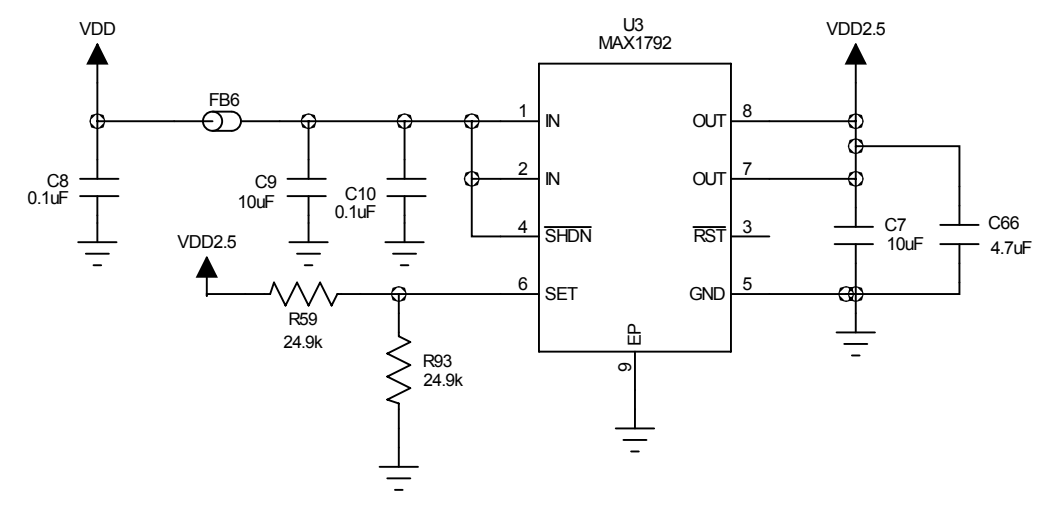 VDD
U3
MAX1792
VDD2.5
FB6
1
IN
OUT
8
C8
0.1uF
C9
10uF
C10
0.1uF
2
IN
OUT
7
VDD2.5
4
SHDN
RST
3
C7
10uF
C66
4.7uF
6
SET
GND
5
R59
24.9k
EP
9
R93
24.9k